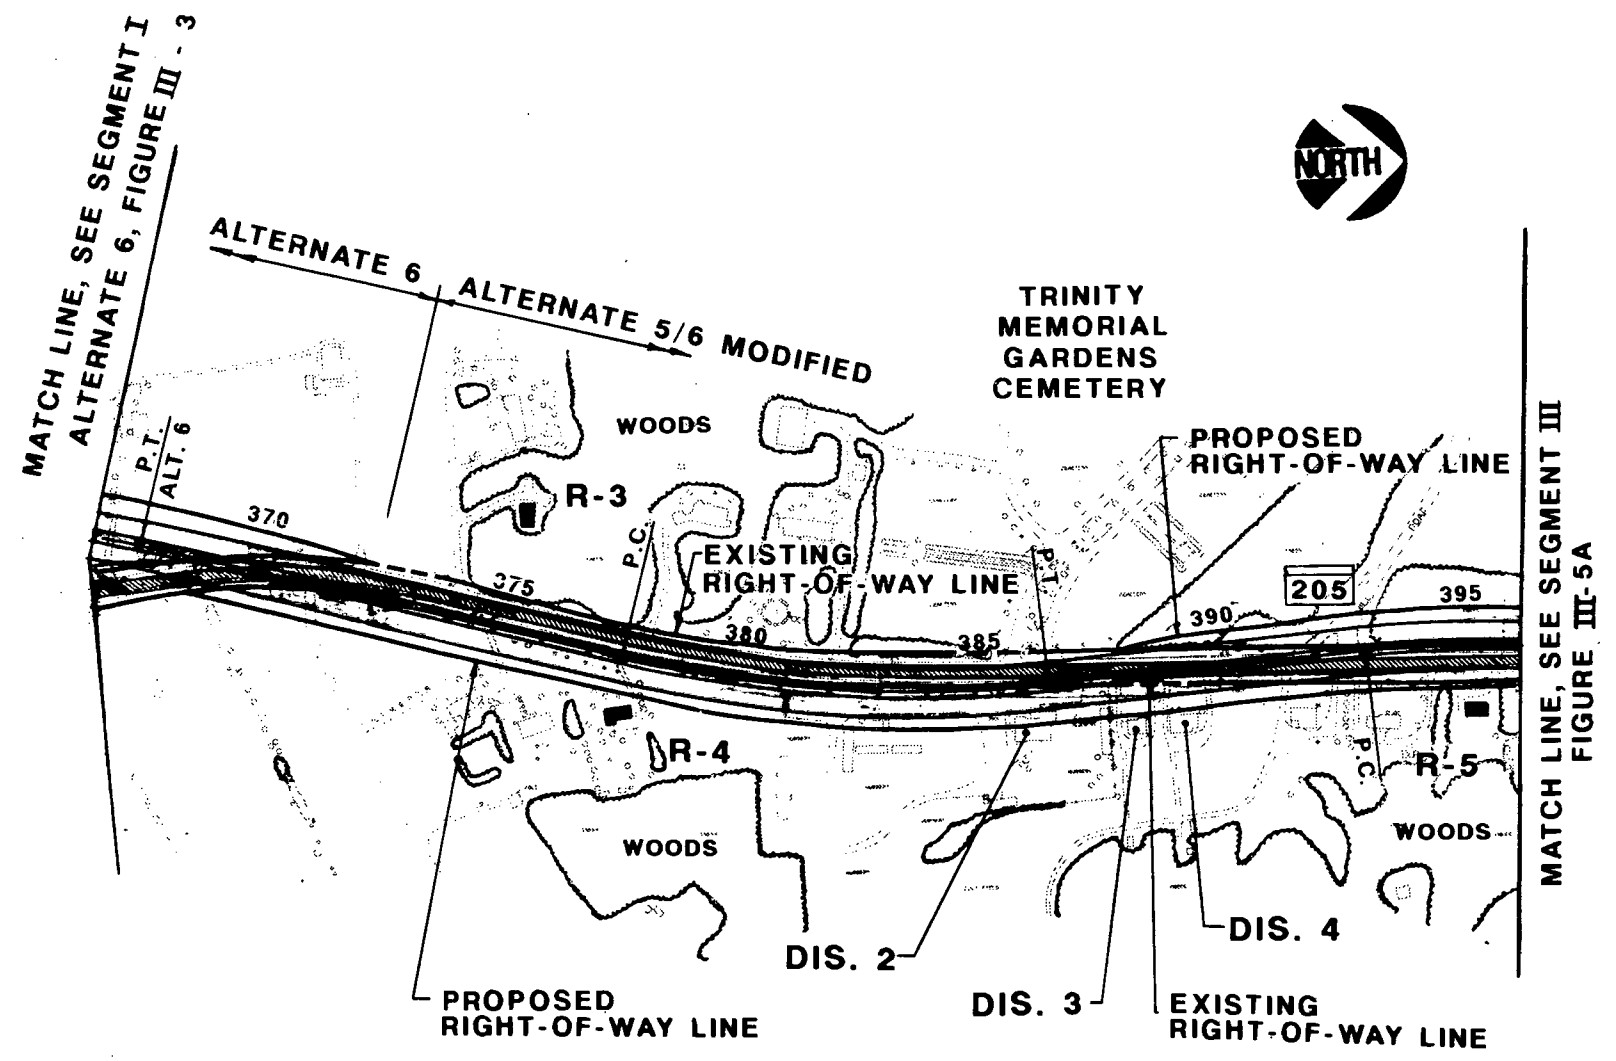 MATCH LINE, SEE SEGMENT I
ALTERNATE 6, FIGURE III - 3
NORTH
ALTERNATE 6
ALTERNATE 5/6 MODIFIED
TRINITY
MEMORIAL
GARDENS
CEMETERY
P.T.
ALT. 6
WOODS
PROPOSED
RIGHT-OF-WAY LINE
R-3
370
P.C.
EXISTING
RIGHT-OF-WAY LINE
P.T.
375
380
385
390
205
395
MATCH LINE, SEE SEGMENT III
FIGURE III-5A
R-4
P.C.
R-5
WOODS
WOODS
DIS. 2
DIS. 3
DIS. 4
PROPOSED
RIGHT-OF-WAY LINE
EXISTING
RIGHT-OF-WAY LINE